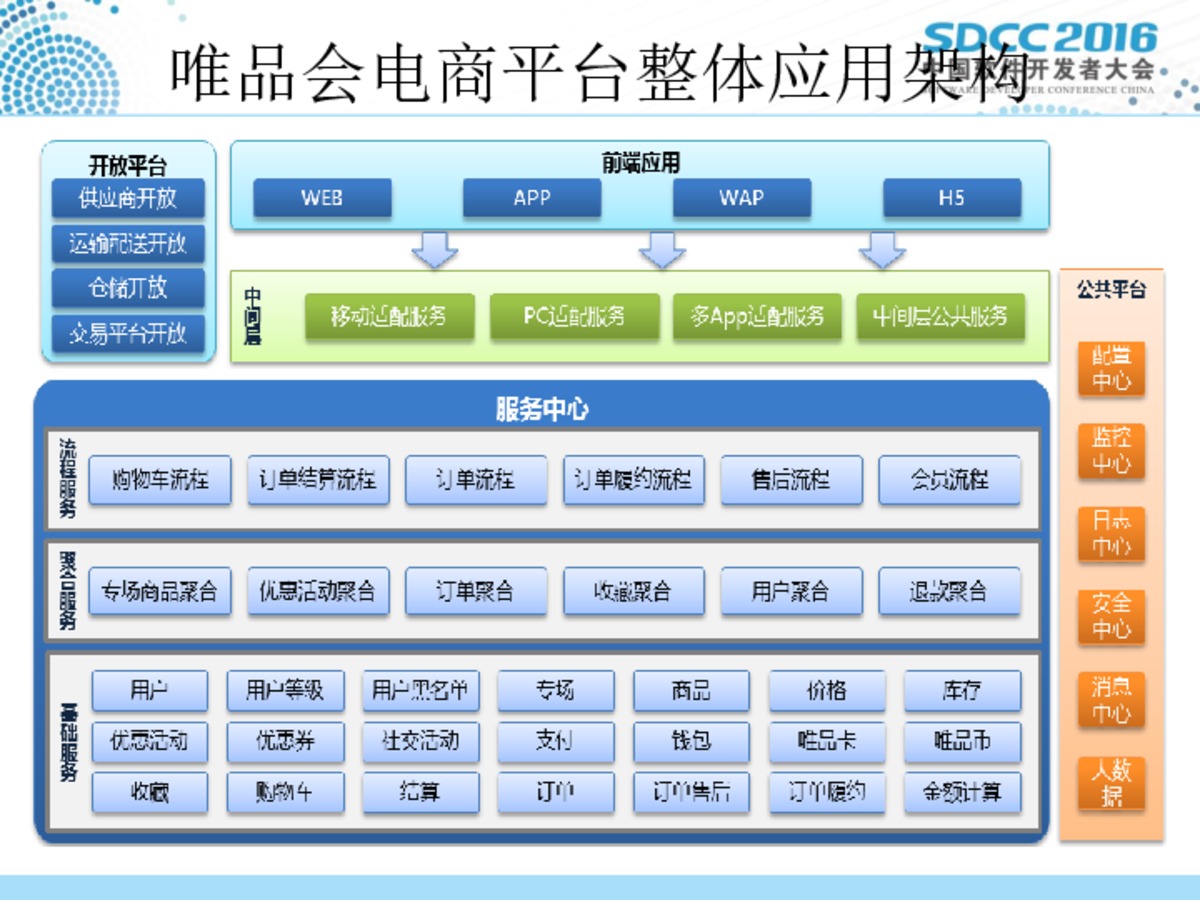 SDCC 2016
中国软件开发者大会
SOFTWARE DEVELOPER CONFERENCE CHINA
唯品会电商平台整体应用架构
开放平台
供应商开放
运输配送开放
仓储开放
交易平台开放
前端应用
WEB
APP
WAP
H5
中间层
移动适配服务
PC适配服务
多App适配服务
中间层公共服务
服务中心
流程服务
购物车流程
订单结算流程
订单流程
订单履约流程
售后流程
会员流程
聚合服务
专场商品聚合
优惠活动聚合
订单聚合
收藏聚合
用户聚合
退款聚合
基础服务
用户
用户等级
用户黑名单
专场
商品
价格
库存
优惠活动
优惠券
社交活动
支付
钱包
唯品卡
唯品币
收藏
购物车
结算
订单
订单售后
订单履约
金额计算
公共平台
配置
中心
监控
中心
日志
中心
安全
中心
消息
中心
大数
据